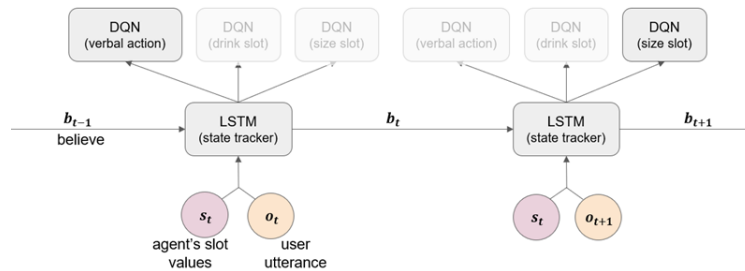 DQN
(verbal action)
DQN
(drink slot)
DQN
(size slot)
DQN
(verbal action)
DQN
(drink slot)
DQN
(size slot)
b_{t−1}
believe
LSTM
(state tracker)
b_t
LSTM
(state tracker)
b_{t+1}
s_t
o_t
s_t
o_{t+1}
agent's slot
values
user
utterance